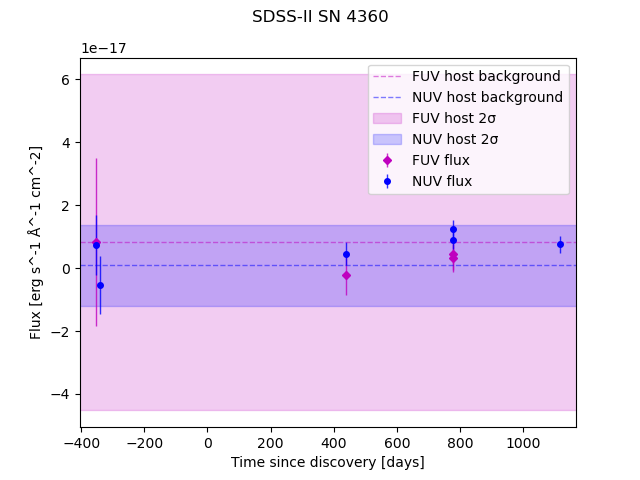 SDSS-II SN 4360
1e−17
FUV host background
NUV host background
FUV host 2σ
NUV host 2σ
FUV flux
NUV flux
6
4
2
0
−2
−4
Flux [erg s^-1 Å^-1 cm^-2]
−400 −200 0 200 400 600 800 1000
Time since discovery [days]